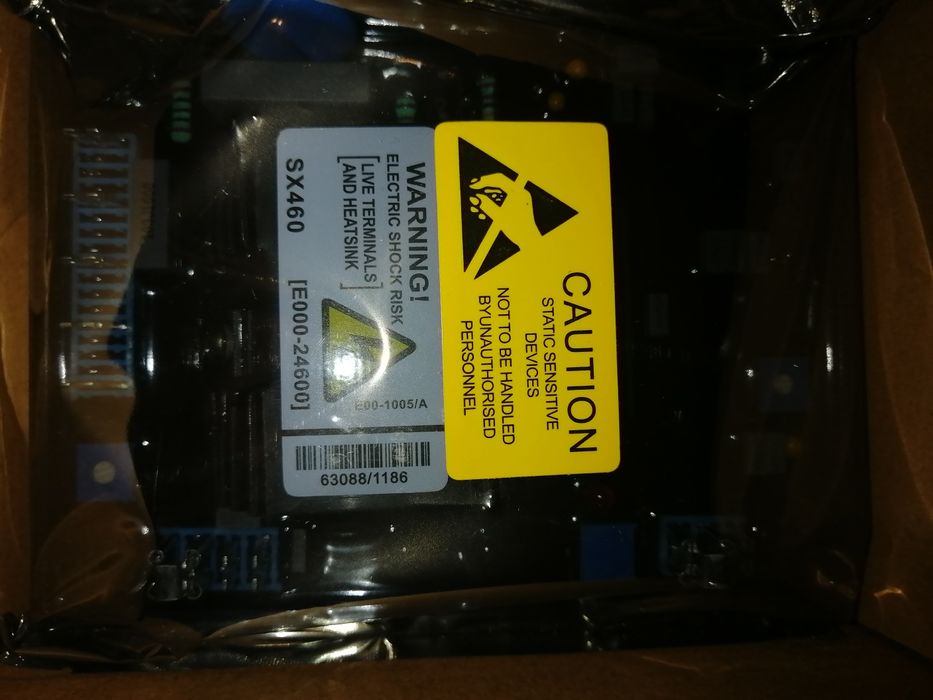 CAUTION
STATIC SENSITIVE
DEVICES
NOT TO BE HANDLED
BYUNAUTHORISED
PERSONNEL
WARNING!
ELECTRIC SHOCK RISK
[LIVE TERMINALS]
[AND HEATSINK]
E00-1005/A
SX460 [E000-24600]
63088/1186